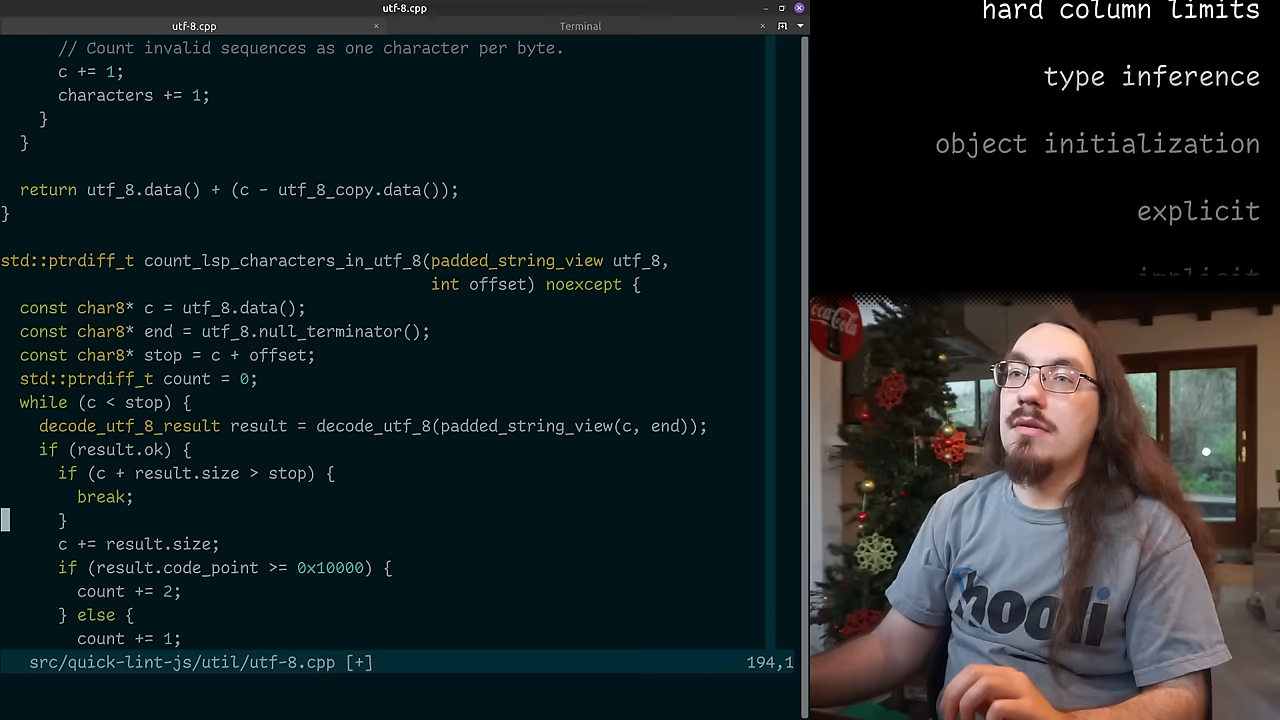 utf-8.cpp
utf-8.cpp
Terminal
// Count invalid sequences as one character per byte.
c += 1;
characters += 1;
}
}
return utf_8.data() + (c - utf_8_copy.data());
}
std::ptrdiff_t count_lsp_characters_in_utf_8(padded_string_view utf_8,
int offset) noexcept {
const char8* c = utf_8.data();
const char8* end = utf_8.null_terminator();
const char8* stop = c + offset;
std::ptrdiff_t count = 0;
while (c < stop) {
decode_utf_8_result result = decode_utf_8(padded_string_view(c, end));
if (result.ok) {
if (c + result.size > stop) {
break;
}
c += result.size;
if (result.code_point >= 0x10000) {
count += 2;
} else {
count += 1;
src/quick-lint-js/util/utf-8.cpp [+]
194,1
hard column limits
type inference
object initialization
explicit
implicit
Coca-Cola
hooli